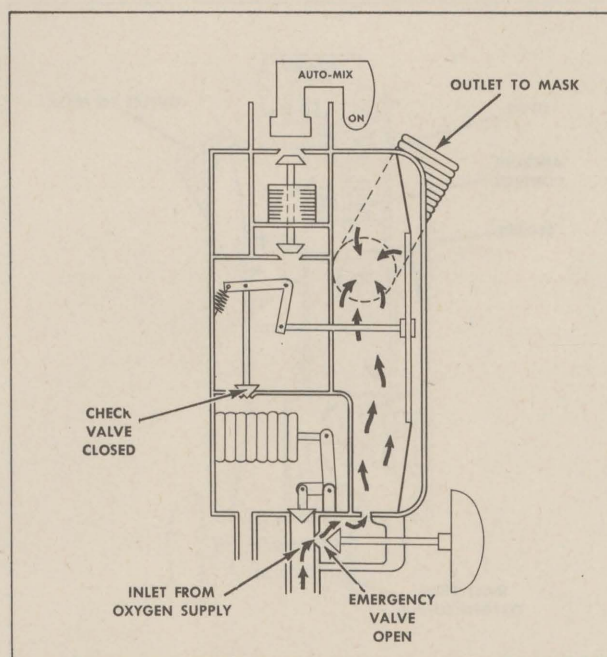 AUTO-MIX
ON
OUTLET TO MASK
CHECK
VALVE
CLOSED
INLET FROM
OXYGEN SUPPLY
EMERGENCY
VALVE
OPEN